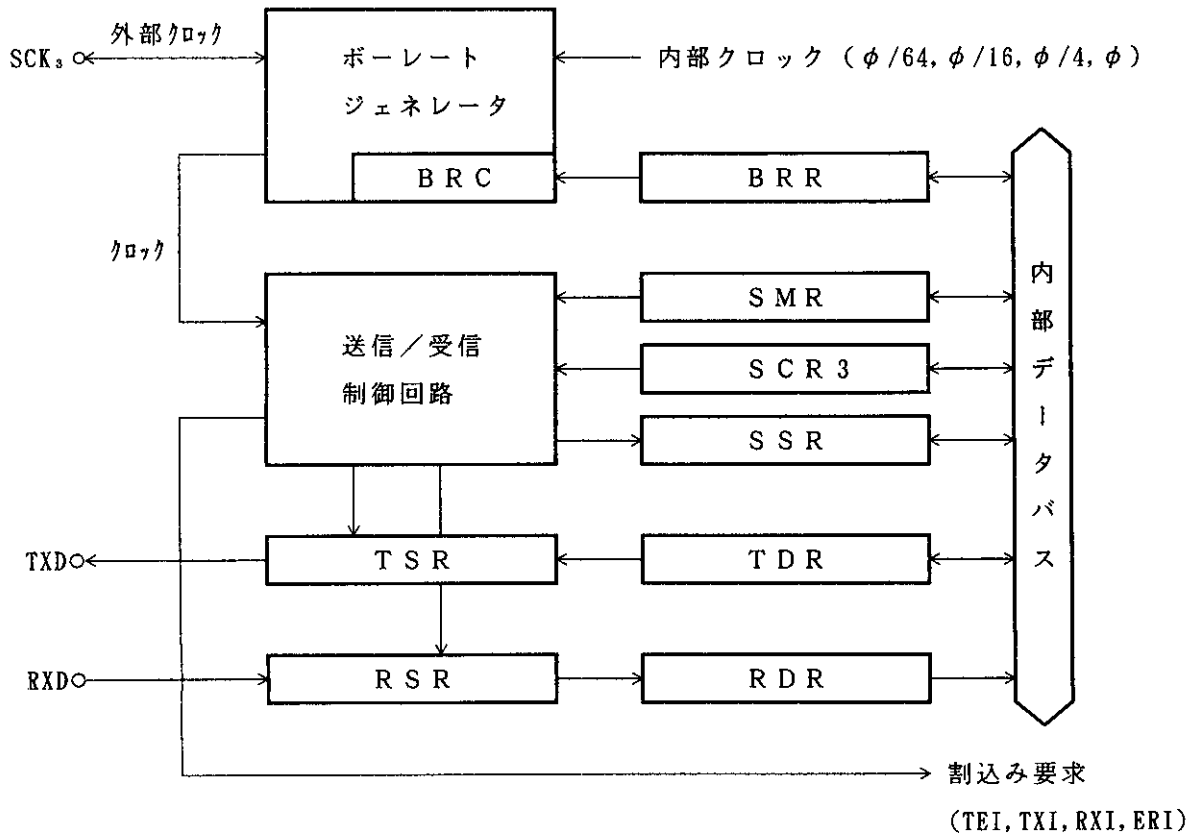 外部クロック
SCK₃
ボーレート
ジェネレータ
内部クロック（φ/64, φ/16, φ/4, φ）
BRC
BRR
クロック
SMR
送信／受信
制御回路
SCR3
SSR
内部データバス
TXD
TSR
TDR
RXD
RSR
RDR
割込み要求
(TEI, TXI, RXI, ERI)